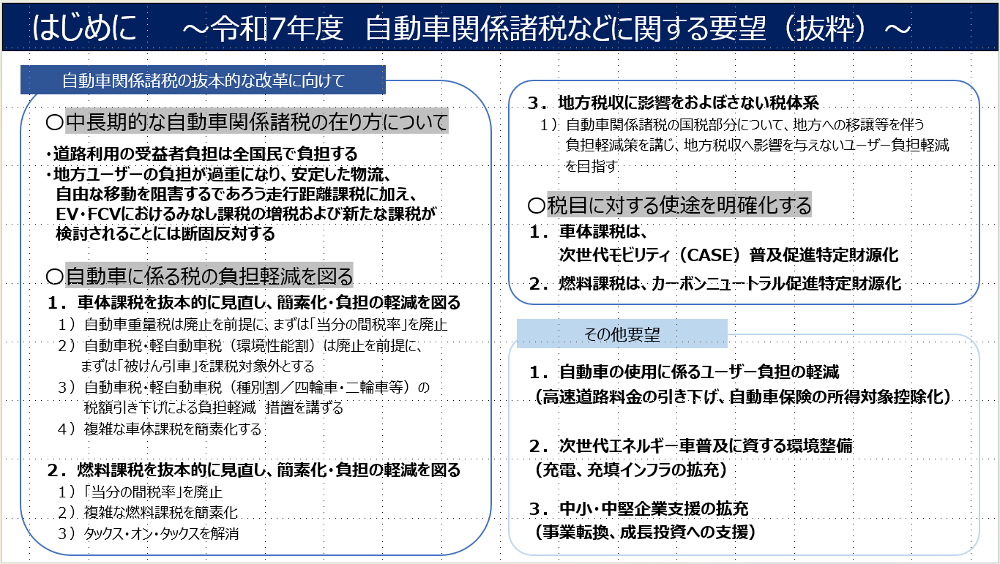 はじめに　～令和7年度　自動車関係諸税などに関する要望（抜粋）～
自動車関係諸税の抜本的な改革に向けて
〇中長期的な自動車関係諸税の在り方について
・道路利用の受益者負担は全国民で負担する
・地方ユーザーの負担が過重になり、安定した物流、
自由な移動を阻害するであろう走行距離課税に加え、
EV・FCVにおけるみなし課税の増税および新たな課税が
検討されることには断固反対する
〇自動車に係る税の負担軽減を図る
１．車体課税を抜本的に見直し、簡素化・負担の軽減を図る
１）自動車重量税は廃止を前提に、まずは「当分の間税率」を廃止
２）自動車税・軽自動車税（環境性能割）は廃止を前提に、
まずは「被けん引車」を課税対象外とする
３）自動車税・軽自動車税（種別割／四輪車・二輪車等）の
税額引き下げによる負担軽減　措置を講ずる
４）複雑な車体課税を簡素化する
２．燃料課税を抜本的に見直し、簡素化・負担の軽減を図る
１）「当分の間税率」を廃止
２）複雑な燃料課税を簡素化
３）タックス・オン・タックスを解消
３．地方税収に影響をおよぼさない税体系
１）自動車関係諸税の国税部分について、地方への移譲等を伴う
負担軽減策を講じ、地方税収へ影響を与えないユーザー負担軽減
を目指す
〇税目に対する使途を明確化する
１．車体課税は、
次世代モビリティ（CASE）普及促進特定財源化
２．燃料課税は、カーボンニュートラル促進特定財源化
その他要望
１．自動車の使用に係るユーザー負担の軽減
（高速道路料金の引き下げ、自動車保険の所得対象控除化）
２．次世代エネルギー車普及に資する環境整備
（充電、充填インフラの拡充）
３．中小・中堅企業支援の拡充
（事業転換、成長投資への支援）